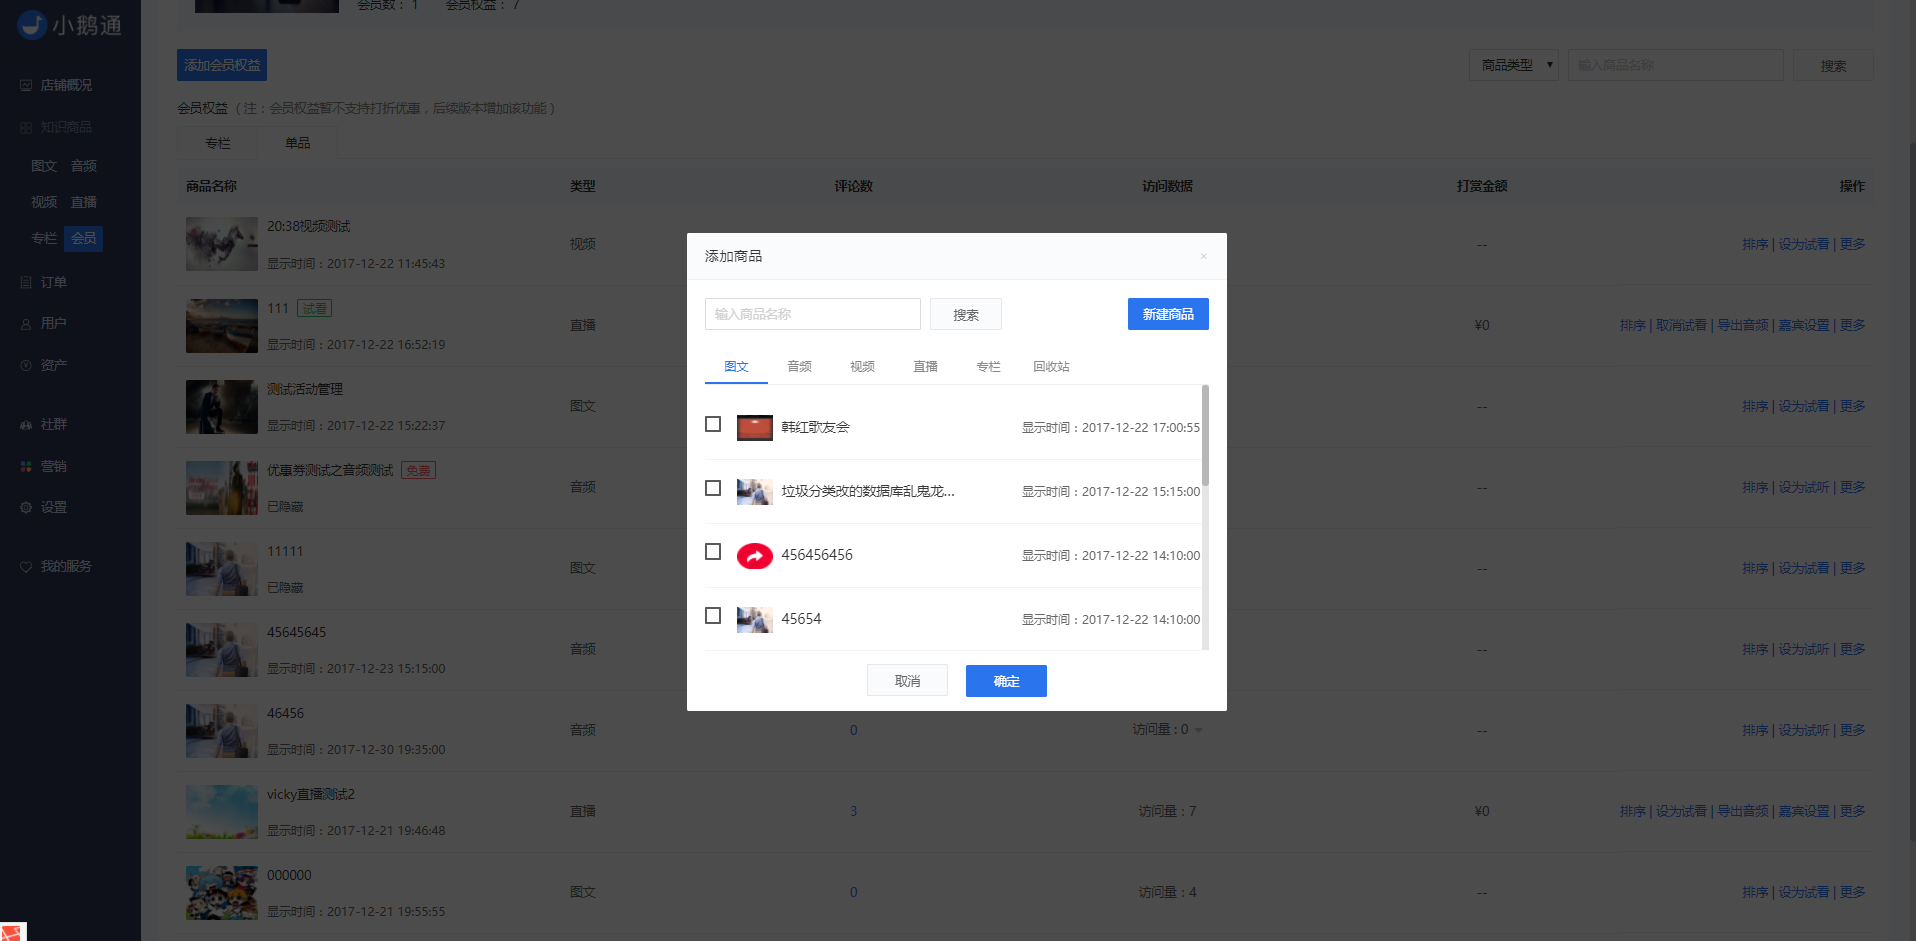 小鹅通
店铺概况
知识商品
图文 音频
视频 直播
专栏 会员
订单
用户
资产
社群
营销
设置
我的服务
会员数： 1 会员权益： 7
添加会员权益
商品类型
输入商品名称
搜索
会员权益（注：会员权益暂不支持打折优惠，后续版本增加该功能）
专栏 单品
商品名称 类型 评论数 访问数据 打赏金额 操作
20:38视频测试
显示时间：2017-12-22 11:45:43
视频 -- 排序 | 设为试看 | 更多
111 试看
显示时间：2017-12-22 16:52:19
直播 ¥0 排序 | 取消试看 | 导出音频 | 嘉宾设置 | 更多
测试活动管理
显示时间：2017-12-22 15:22:37
图文 -- 排序 | 设为试看 | 更多
优惠券测试之音频测试 免费
已隐藏
音频 -- 排序 | 设为试听 | 更多
11111
已隐藏
图文 -- 排序 | 设为试看 | 更多
45645645
显示时间：2017-12-23 15:15:00
音频 -- 排序 | 设为试听 | 更多
46456
显示时间：2017-12-30 19:35:00
音频 0 访问量：0 -- 排序 | 设为试听 | 更多
vicky直播测试2
显示时间：2017-12-21 19:46:48
直播 3 访问量：7 ¥0 排序 | 设为试看 | 导出音频 | 嘉宾设置 | 更多
000000
显示时间：2017-12-21 19:55:55
图文 0 访问量：4 -- 排序 | 设为试看 | 更多
添加商品 ×
输入商品名称 搜索 新建商品
图文 音频 视频 直播 专栏 回收站
韩红歌友会 显示时间：2017-12-22 17:00:55
垃圾分类改的数据库乱鬼龙... 显示时间：2017-12-22 15:15:00
456456456 显示时间：2017-12-22 14:10:00
45654 显示时间：2017-12-22 14:10:00
取消 确定